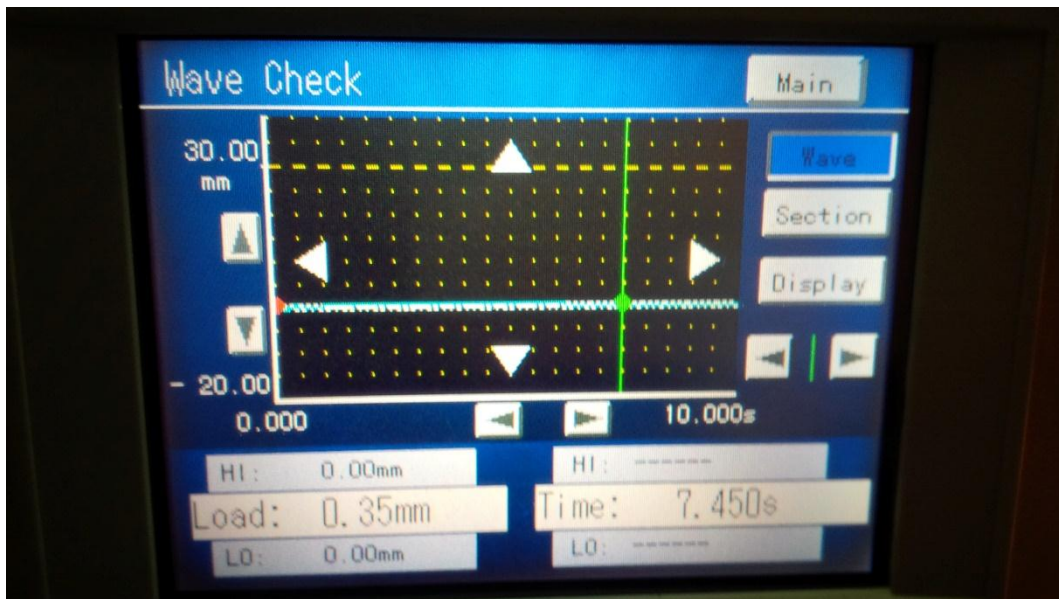 Wave Check
Main
30.00
mm
Wave
Section
Display
- 20.00
0.000
10.000s
HI: 0.00mm
HI: ------
Load: 0.35mm
Time: 7.450s
LO: 0.00mm
LO: ------